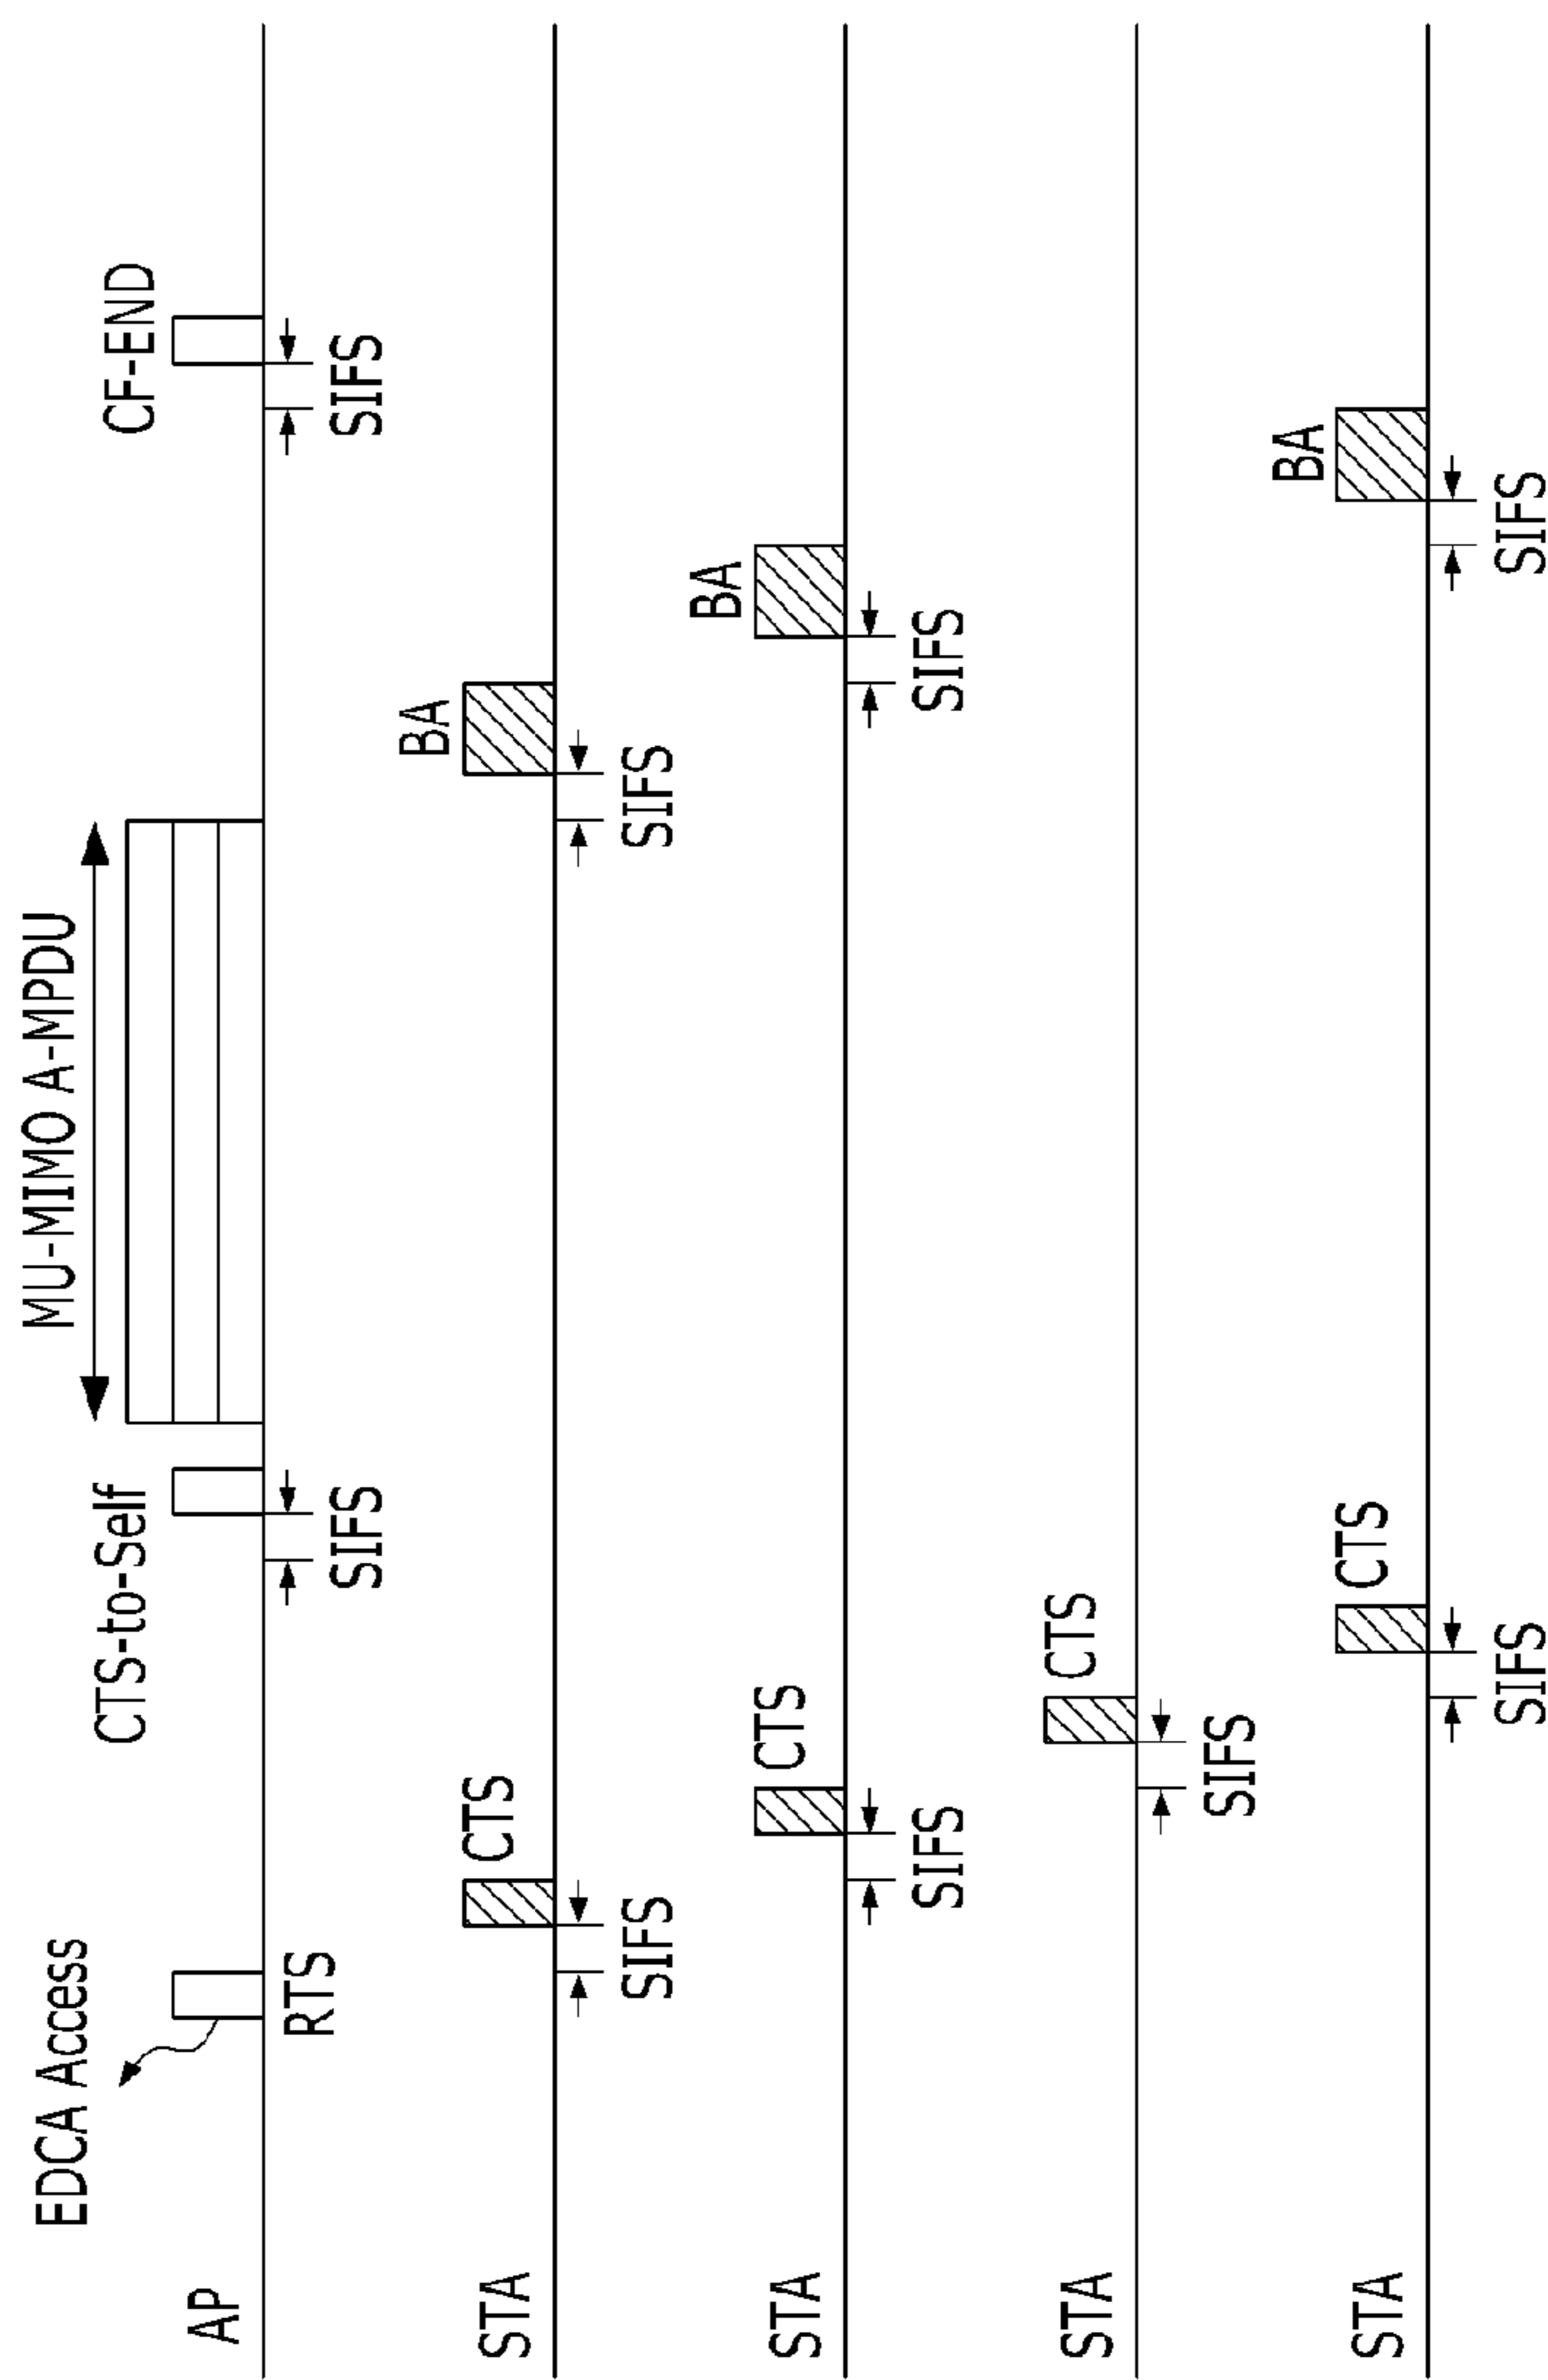 EDCA Access
CTS-to-Self
MU-MIMO A-MPDU
CF-END
AP
RTS
SIFS
SIFS
STA
CTS
BA
SIFS
SIFS
STA
CTS
BA
SIFS
SIFS
STA
CTS
SIFS
STA
CTS
BA
SIFS
SIFS